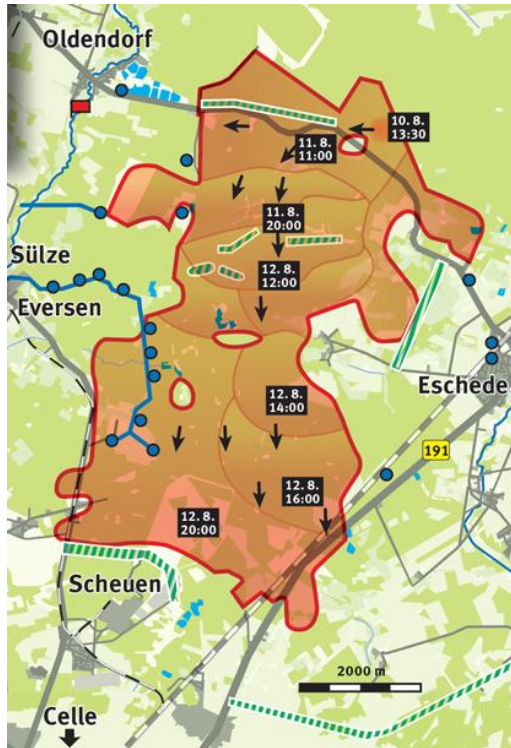 Oldendorf
10. 8.
13:30
11. 8.
11:00
11. 8.
20:00
Sülze
12. 8.
12:00
Eversen
Eschede
12. 8.
14:00
191
12. 8.
16:00
12. 8.
20:00
Scheuen
2000 m
Celle